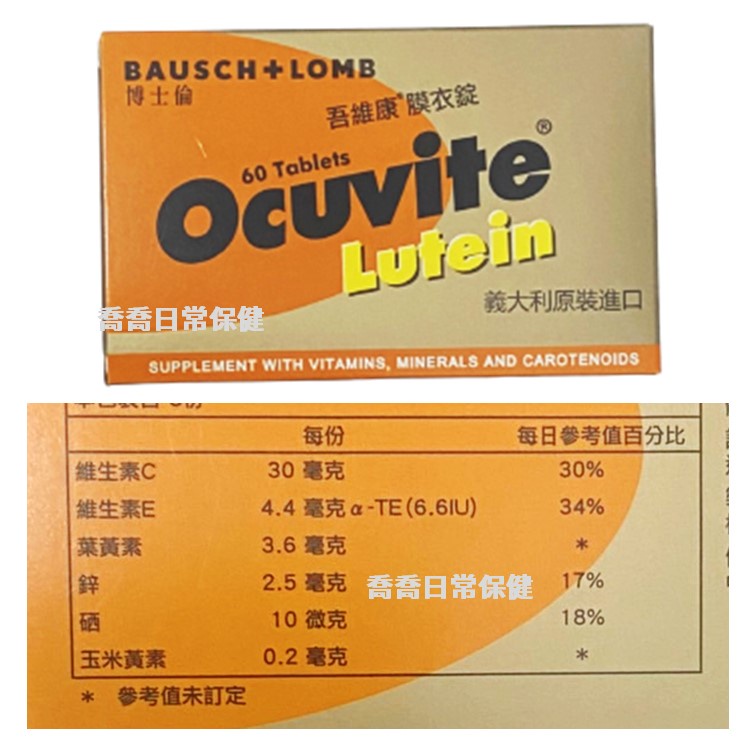 BAUSCH+LOMB
博士倫
吾維康®膜衣錠
60 Tablets
Ocuvite®
Lutein
喬喬日常保健
義大利原裝進口
SUPPLEMENT WITH VITAMINS, MINERALS AND CAROTENOIDS
每份 每日參考值百分比
維生素C 30 毫克 30%
維生素E 4.4 毫克 α-TE(6.6IU) 34%
葉黃素 3.6 毫克 *
鋅 2.5 毫克 17%
喬喬日常保健
硒 10 微克 18%
玉米黃素 0.2 毫克 *
* 參考值未訂定